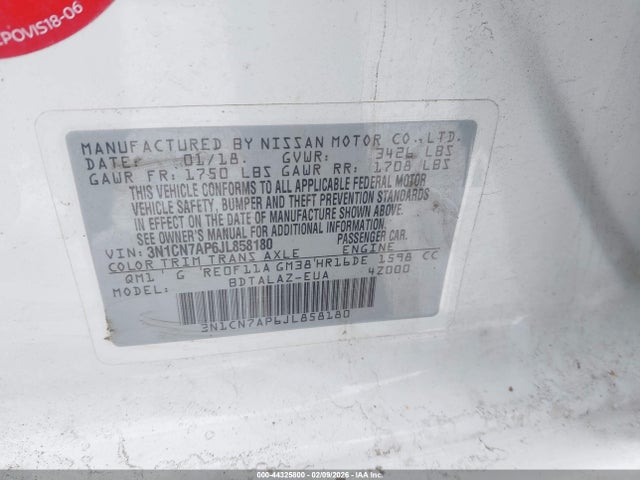 CPOVIS18-06
MANUFACTURED BY NISSAN MOTOR CO., LTD.
DATE: 01/18. GVWR: 3426 LBS
GAWR FR: 1750 LBS GAWR RR: 1708 LBS
THIS VEHICLE CONFORMS TO ALL APPLICABLE FEDERAL MOTOR
VEHICLE SAFETY, BUMPER AND THEFT PREVENTION STANDARDS
IN EFFECT ON THE DATE OF MANUFACTURE SHOWN ABOVE.
SEE OWNERS MANUAL FOR ADDITIONAL INFORMATION.
VIN: 3N1CN7AP6JL858180 PASSENGER CAR.
COLOR TRIM TRANS AXLE ENGINE
QM1 G RE0F11A GM38 HR16DE 1598 CC
MODEL: BDTALAZ-EUA 42000
3N1CN7AP6JL858180
000-44325800 - 02/09/2026 - IAA Inc.